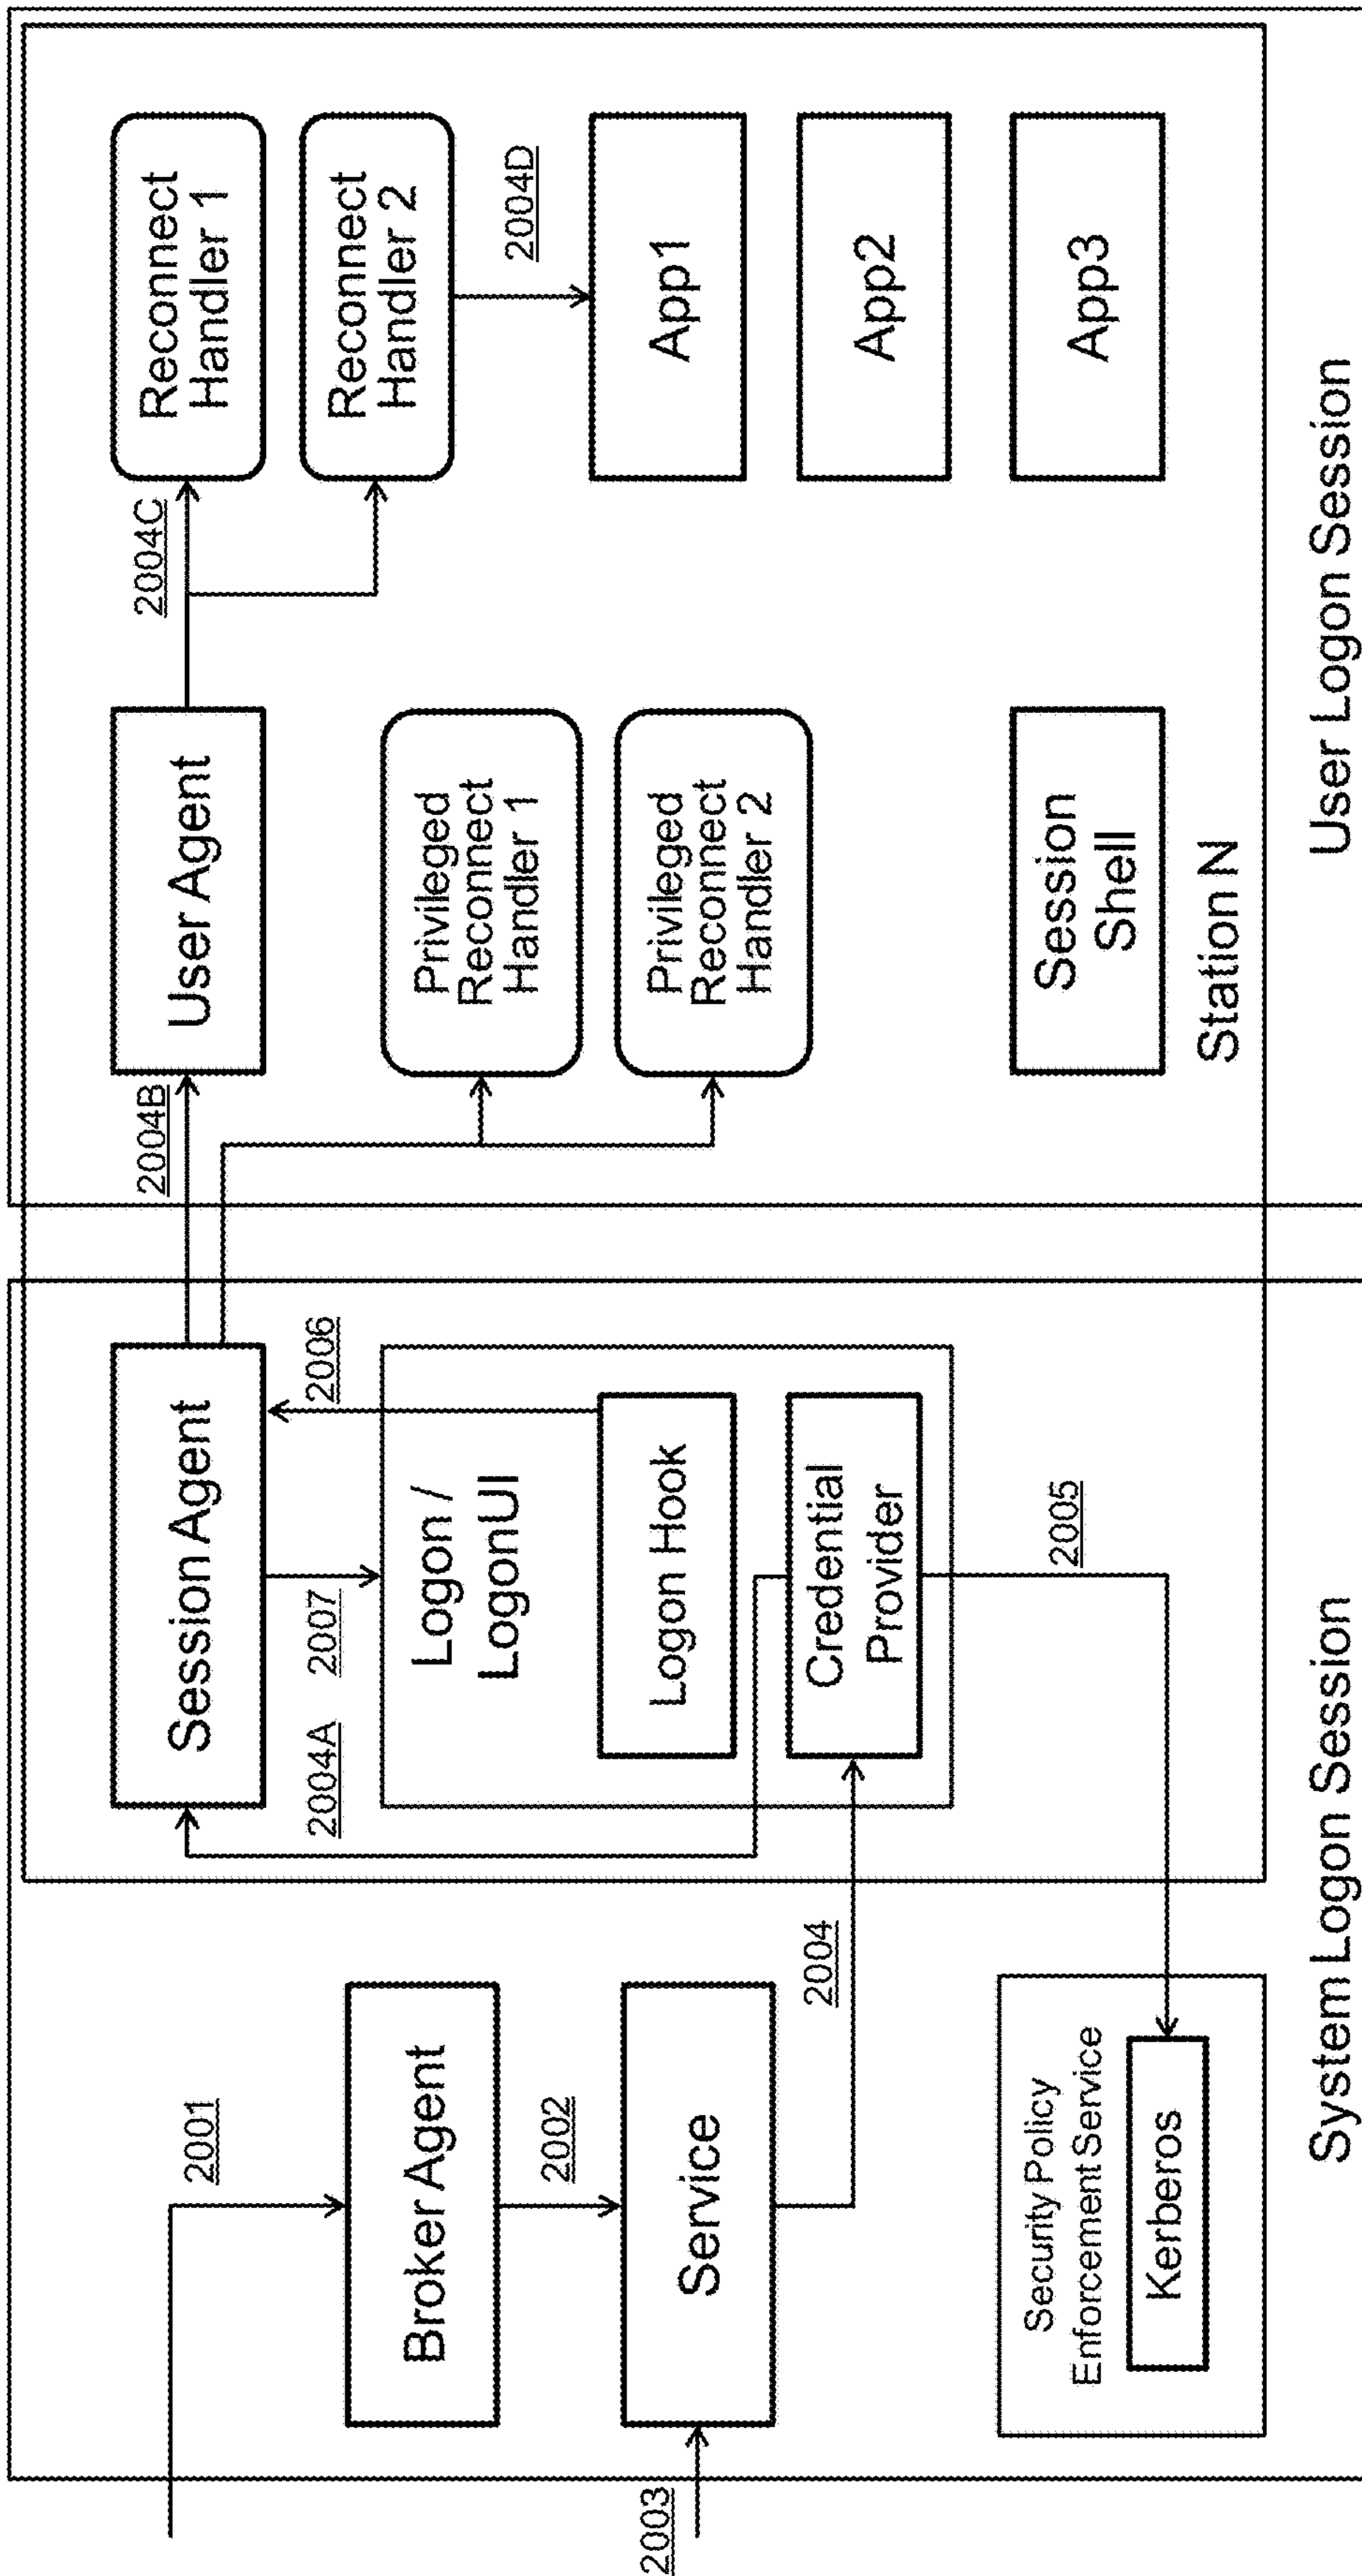 2001
Broker Agent
2002
2003
Service
2004
Security Policy
Enforcement Service
Kerberos
System Logon Session
Session Agent
2004A
2007
2006
Logon /
LogonUI
Logon Hook
Credential
Provider
2005
2004B
User Agent
Privileged
Reconnect
Handler 1
Privileged
Reconnect
Handler 2
Session
Shell
Station N
2004C
Reconnect
Handler 1
Reconnect
Handler 2
2004D
App1
App2
App3
User Logon Session